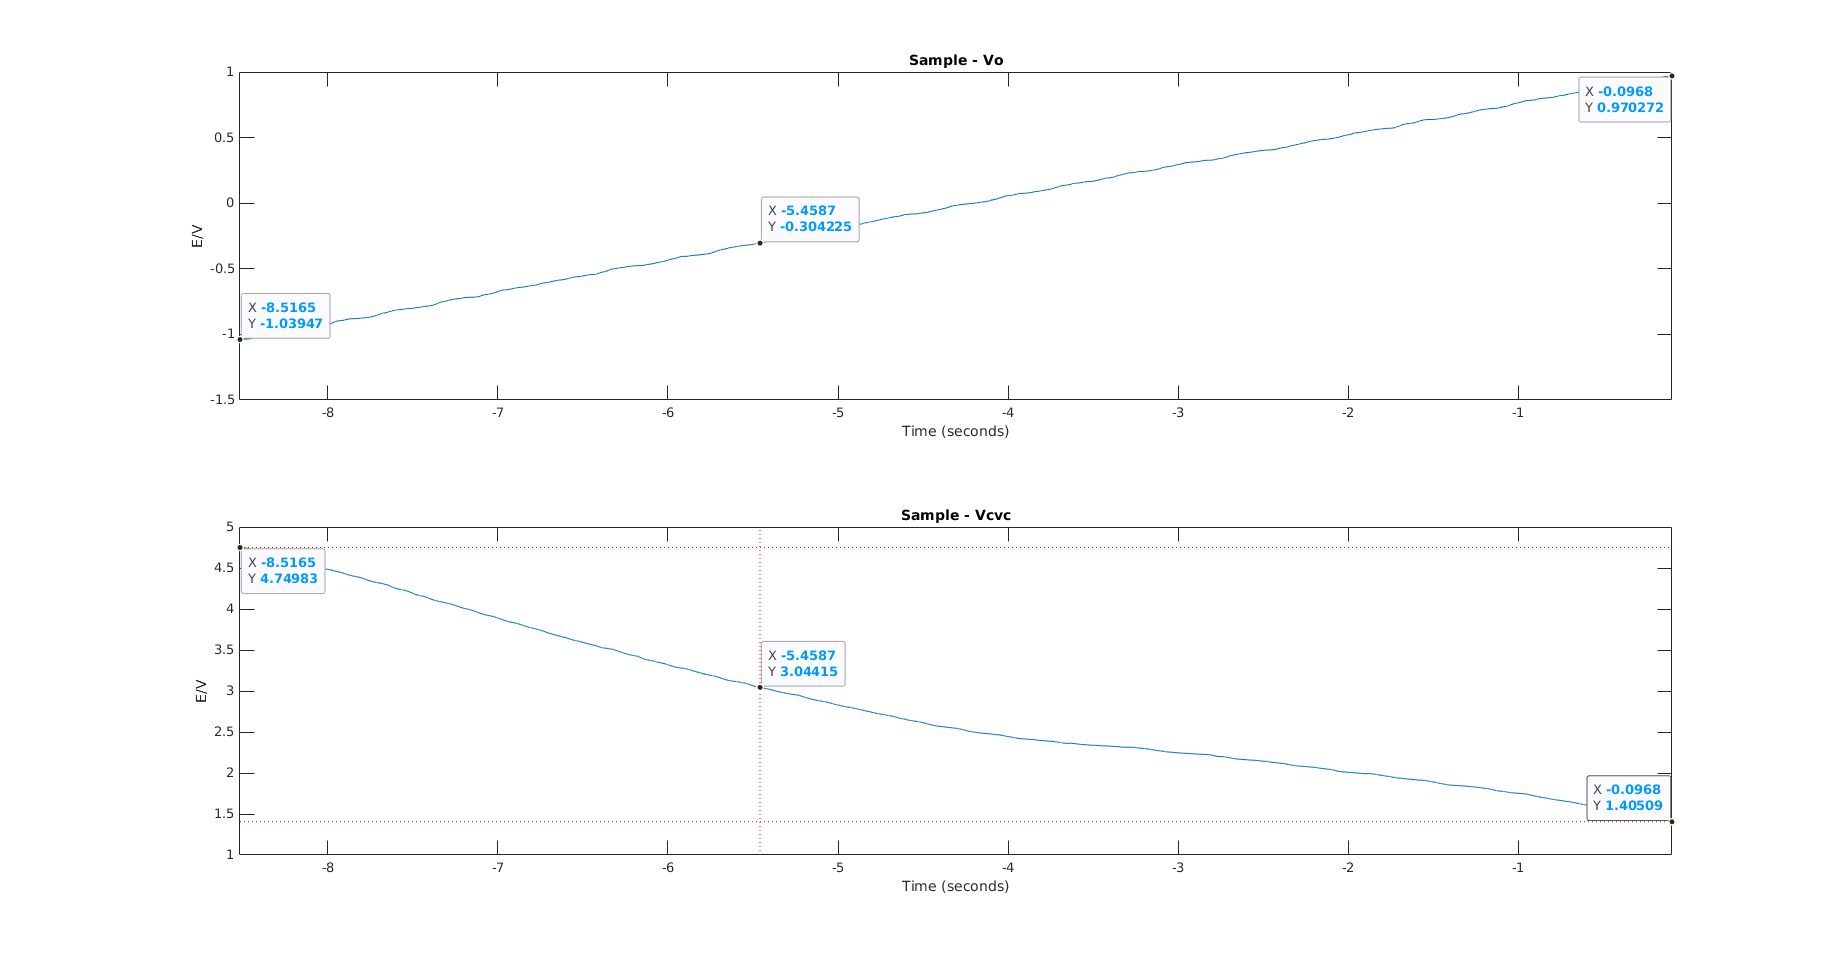 Sample - Vo
1
0.5
0
-0.5
-1
-1.5
E/V
X -8.5165
Y -1.03947
X -5.4587
Y -0.304225
X -0.0968
Y 0.970272
-8 -7 -6 -5 -4 -3 -2 -1
Time (seconds)
Sample - Vcvc
5
4.5
4
3.5
3
2.5
2
1.5
1
E/V
X -8.5165
Y 4.74983
X -5.4587
Y 3.04415
X -0.0968
Y 1.40509
-8 -7 -6 -5 -4 -3 -2 -1
Time (seconds)